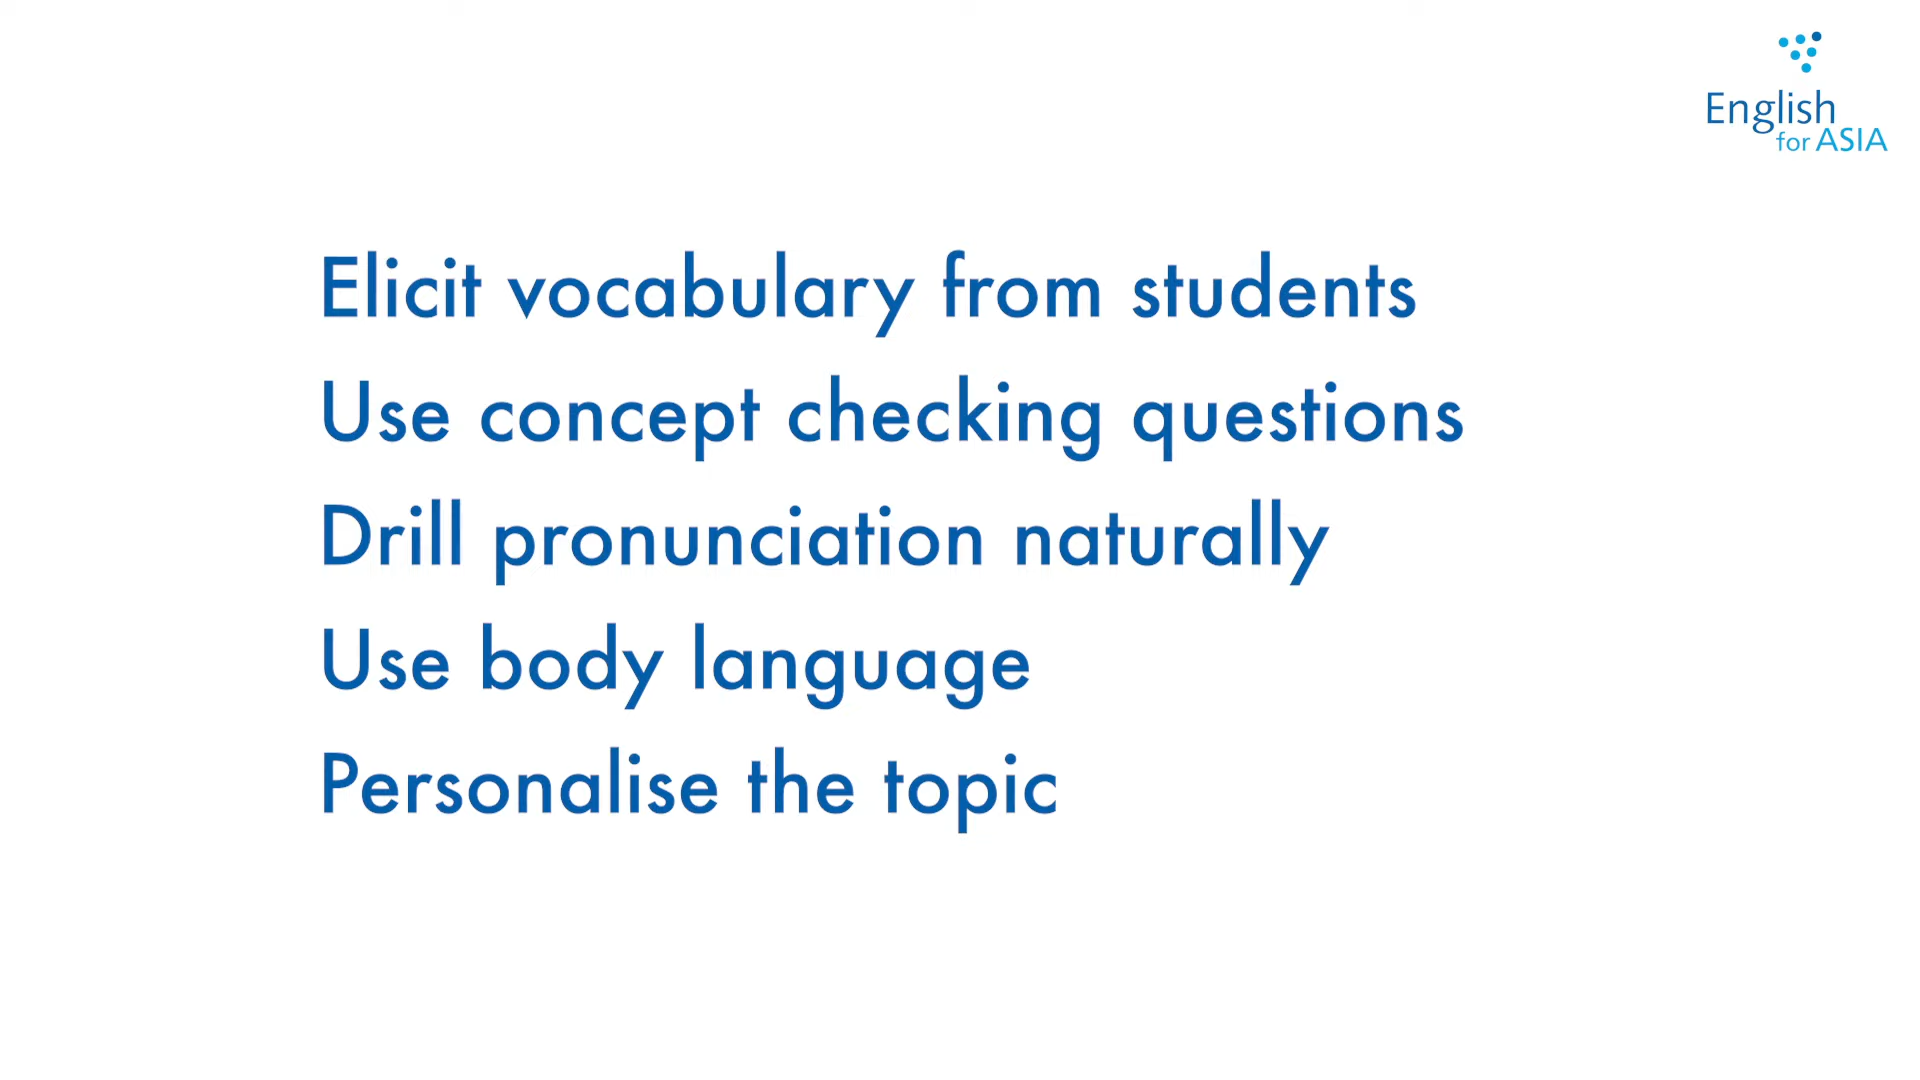 English
for ASIA
Elicit vocabulary from students
Use concept checking questions
Drill pronunciation naturally
Use body language
Personalise the topic